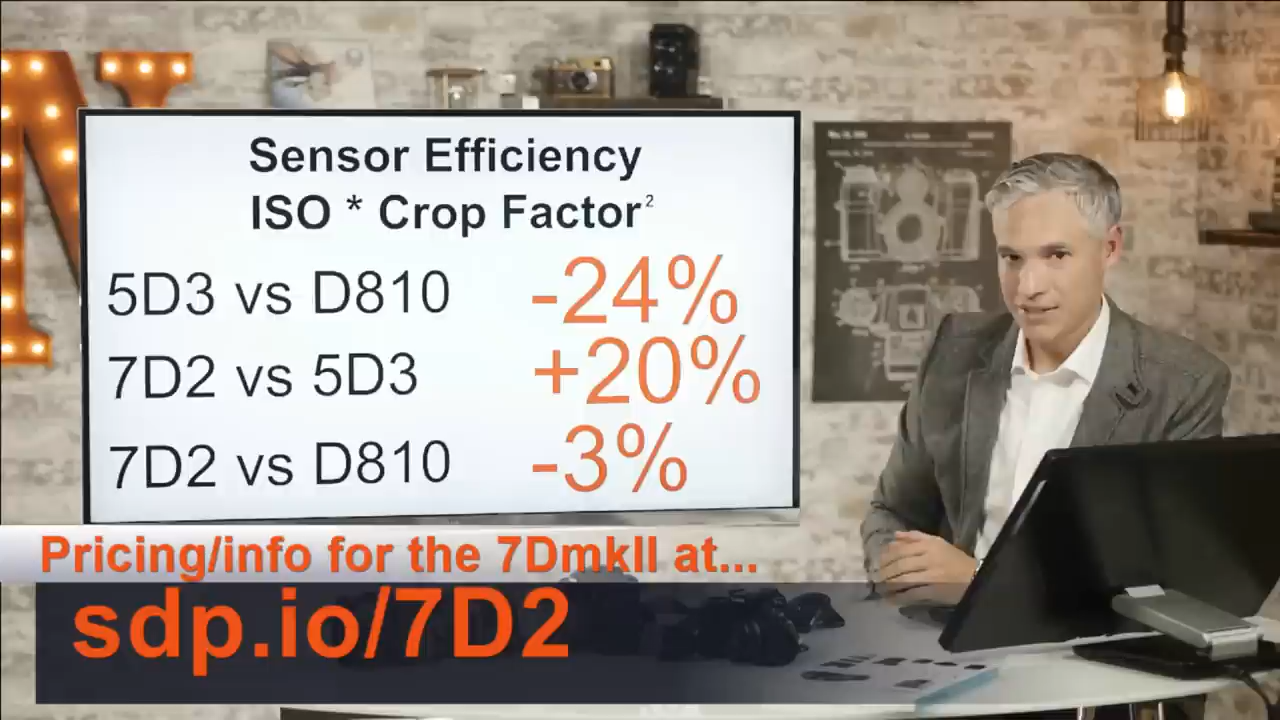 N
Sensor Efficiency
ISO * Crop Factor²
5D3 vs D810 -24%
7D2 vs 5D3 +20%
7D2 vs D810 -3%
Pricing/info for the 7DmkII at...
sdp.io/7D2